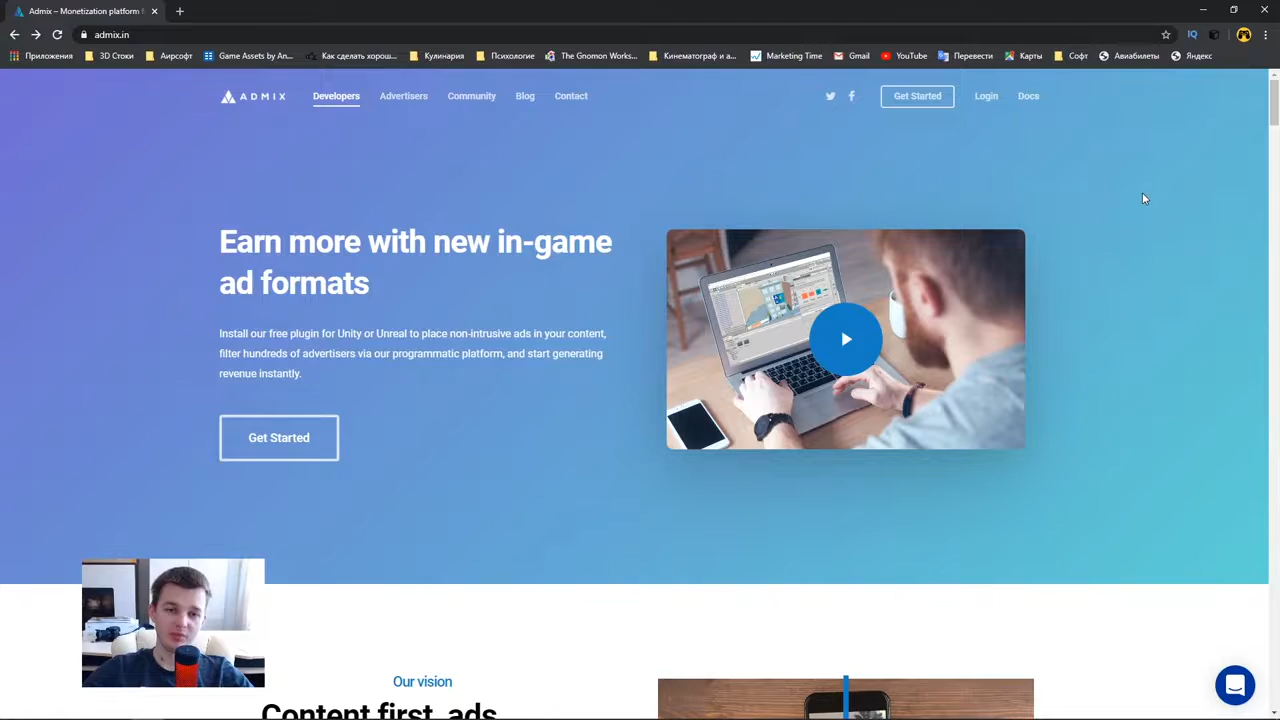 Admix – Monetization platform f
admix.in
Приложения
3D Стоки
Аирсофт
Game Assets by An...
Как сделать хорош...
Кулинария
Психологие
The Gnomon Works...
Кинематограф и а...
Marketing Time
Gmail
YouTube
Перевести
Карты
Софт
Авиабилеты
Яндекс
ADMIX
Developers
Advertisers
Community
Blog
Contact
Get Started
Login
Docs
Earn more with new in-game
ad formats
Install our free plugin for Unity or Unreal to place non-intrusive ads in your content,
filter hundreds of advertisers via our programmatic platform, and start generating
revenue instantly.
Get Started
Our vision
Content first, ads